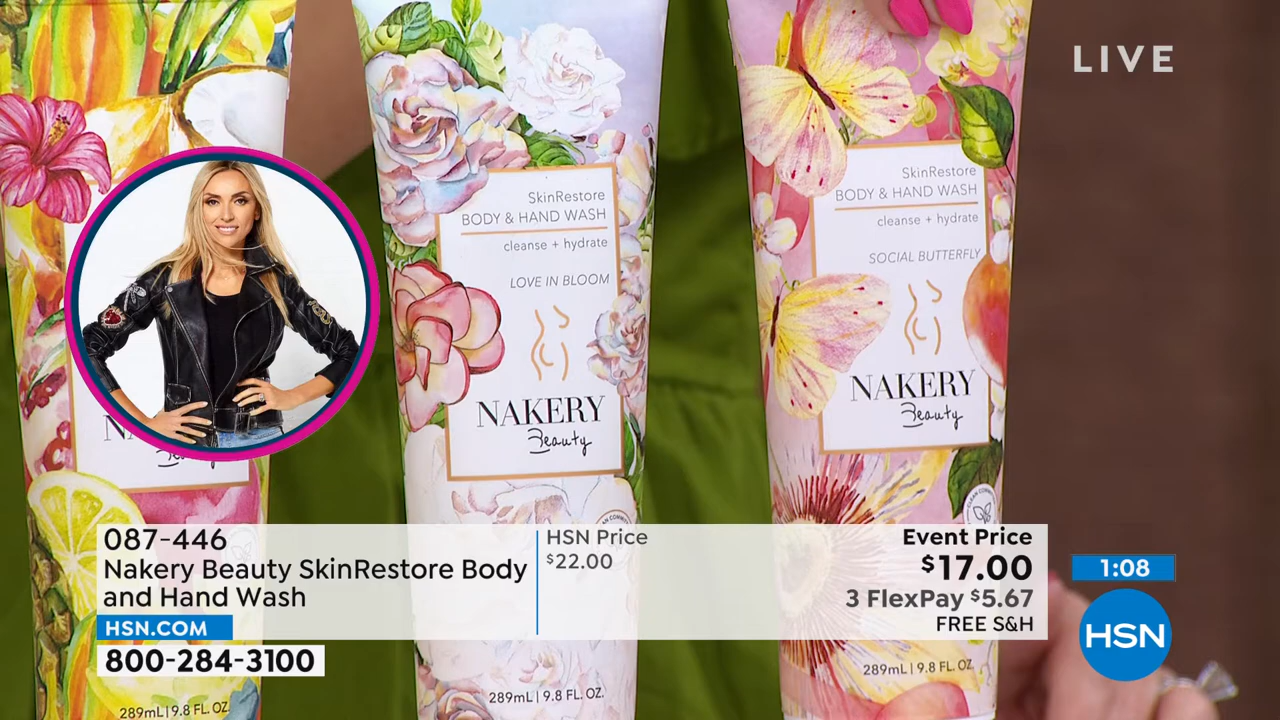 LIVE
SkinRestore
BODY & HAND WASH
cleanse + hydrate
LOVE IN BLOOM
NAKERY
Beauty
289mL | 9.8 FL. OZ.
SkinRestore
BODY & HAND WASH
cleanse + hydrate
SOCIAL BUTTERFLY
NAKERY
Beauty
289mL | 9.8 FL. OZ.
289mL | 9.8 FL. OZ.
087-446
Nakery Beauty SkinRestore Body
and Hand Wash
HSN.COM
800-284-3100
HSN Price
$22.00
Event Price
$17.00
3 FlexPay $5.67
FREE S&H
1:08
HSN